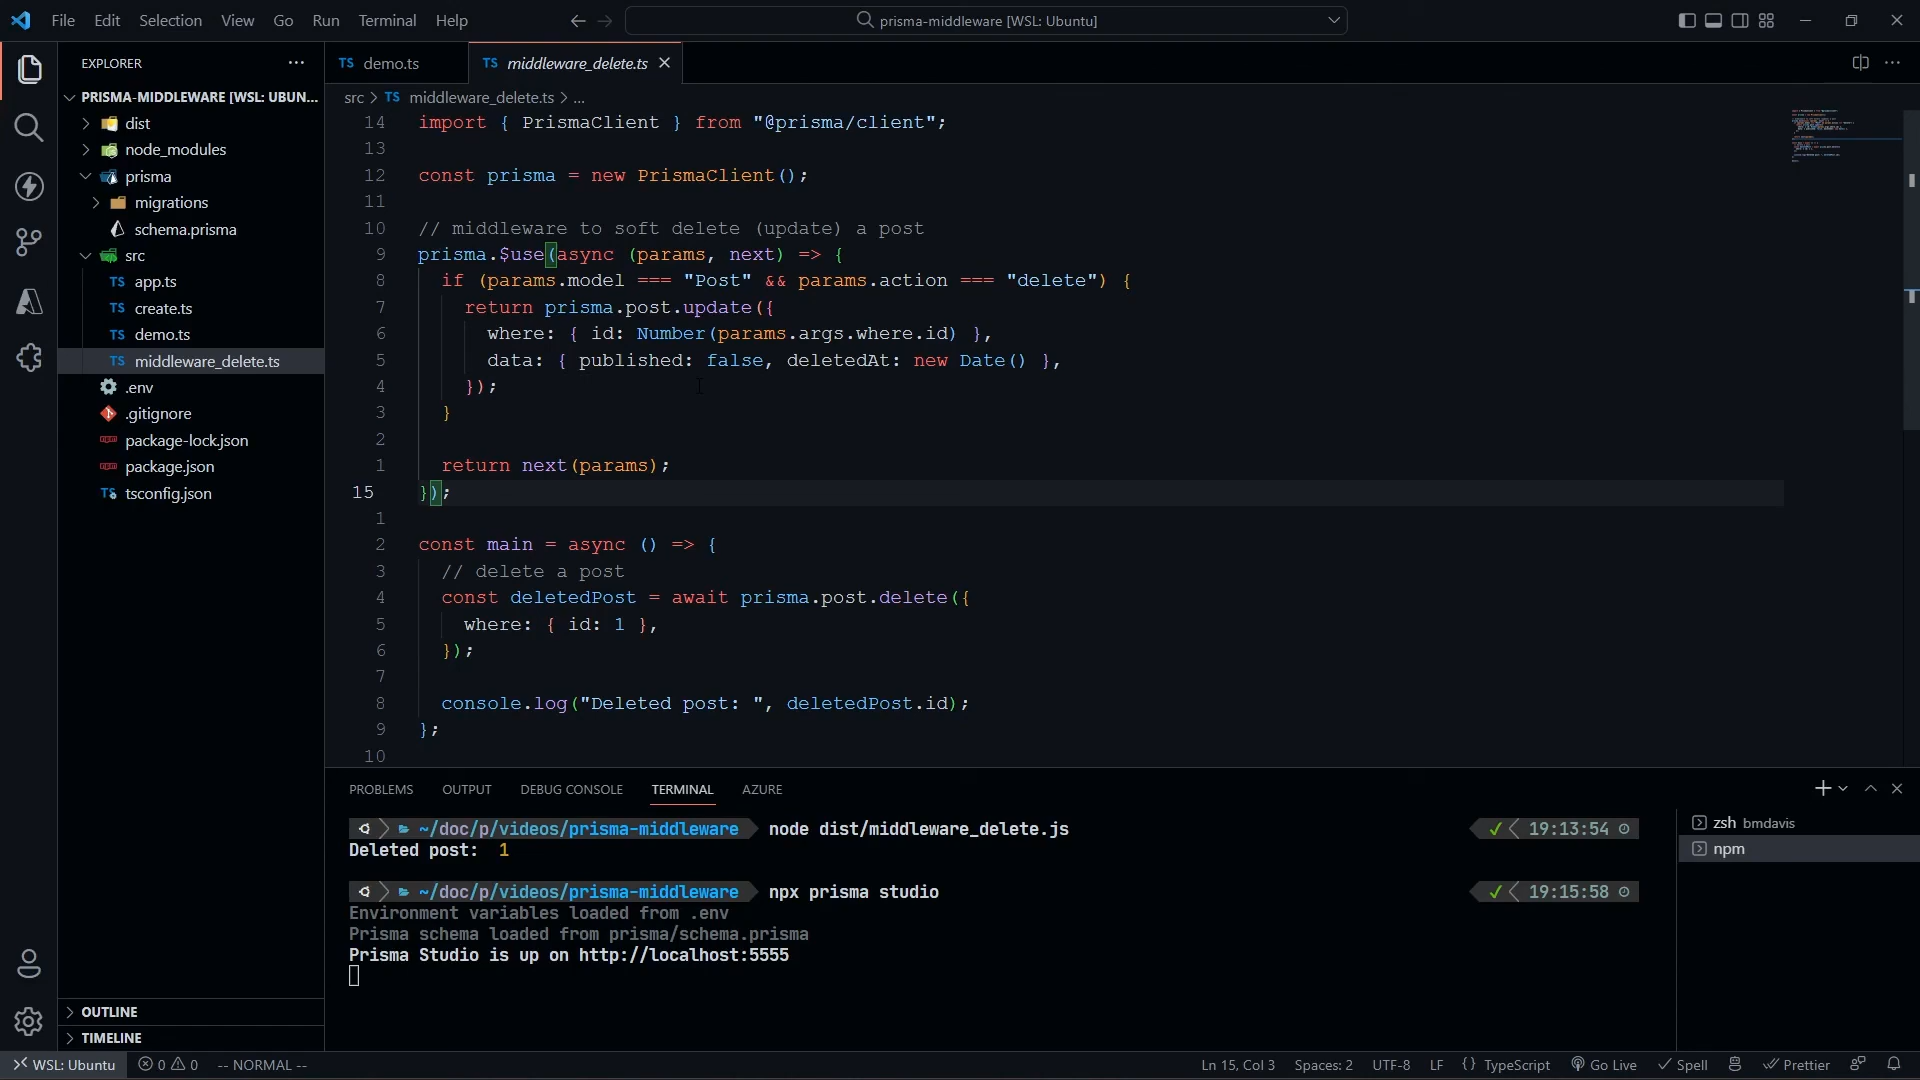 File Edit Selection View Go Run Terminal Help
prisma-middleware [WSL: Ubuntu]
EXPLORER
PRISMA-MIDDLEWARE [WSL: UBUN...
dist
node_modules
prisma
migrations
schema.prisma
src
TS app.ts
TS create.ts
TS demo.ts
TS middleware_delete.ts
.env
.gitignore
package-lock.json
package.json
TS tsconfig.json
OUTLINE
TIMELINE
TS demo.ts
TS middleware_delete.ts
src > TS middleware_delete.ts > ...
14 import { PrismaClient } from "@prisma/client";
13
12 const prisma = new PrismaClient();
11
10 // middleware to soft delete (update) a post
9 prisma.$use(async (params, next) => {
8 if (params.model === "Post" && params.action === "delete") {
7 return prisma.post.update({
6 where: { id: Number(params.args.where.id) },
5 data: { published: false, deletedAt: new Date() },
4 });
3 }
2
1 return next(params);
15 });
1
2 const main = async () => {
3 // delete a post
4 const deletedPost = await prisma.post.delete({
5 where: { id: 1 },
6 });
7
8 console.log("Deleted post: ", deletedPost.id);
9 };
10
PROBLEMS OUTPUT DEBUG CONSOLE TERMINAL AZURE
~/doc/p/videos/prisma-middleware node dist/middleware_delete.js 19:13:54
Deleted post: 1
~/doc/p/videos/prisma-middleware npx prisma studio 19:15:58
Environment variables loaded from .env
Prisma schema loaded from prisma/schema.prisma
Prisma Studio is up on http://localhost:5555
zsh bmdavis
npm
WSL: Ubuntu 0 0 -- NORMAL -- Ln 15, Col 3 Spaces: 2 UTF-8 LF {} TypeScript Go Live Spell Prettier